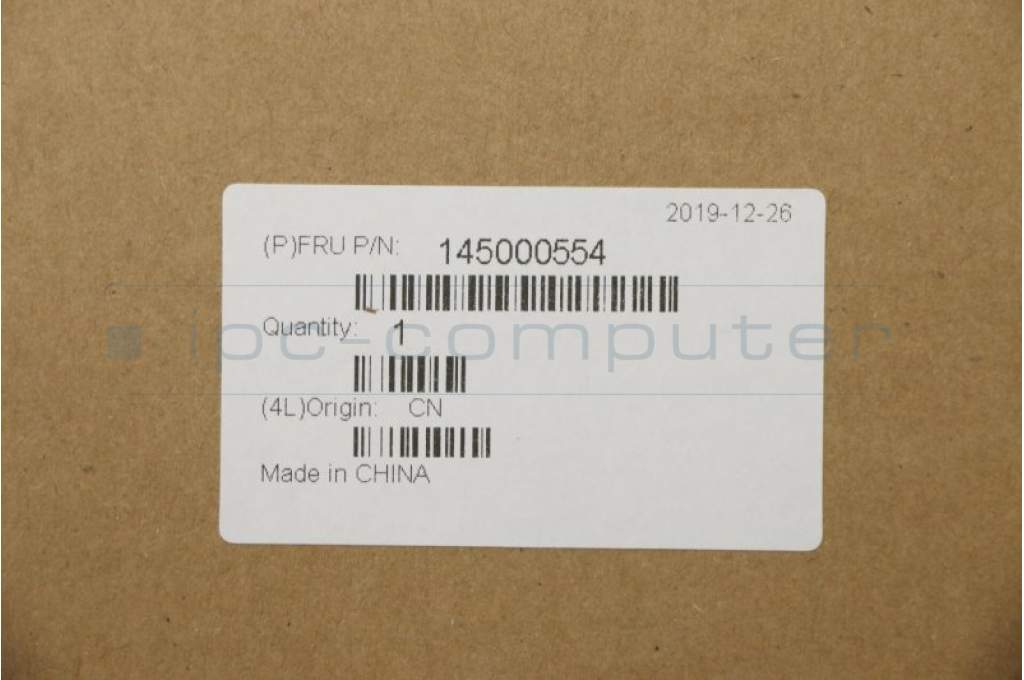 2019-12-26
(P)FRU P/N: 145000554
Quantity: 1
ipc-computer
(4L)Origin: CN
Made in CHINA